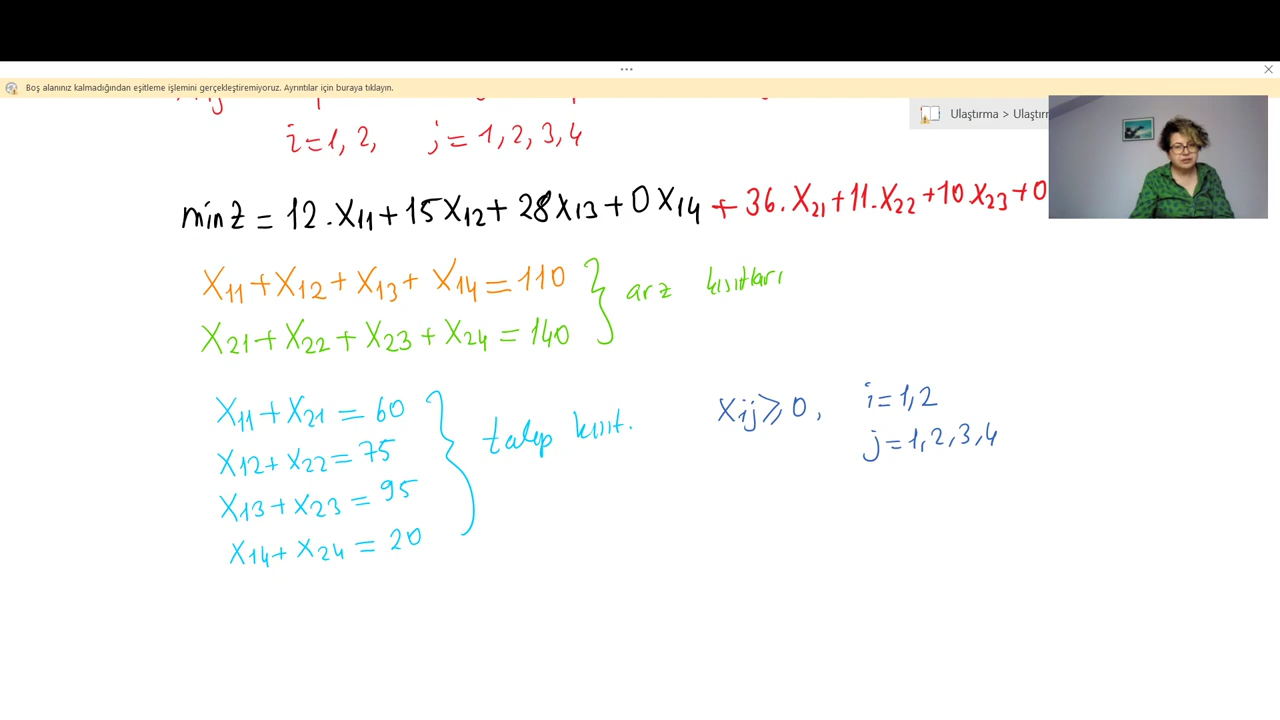 Boş alanınız kalmadığından eşitleme işlemini gerçekleştiremiyoruz. Ayrıntılar için buraya tıklayın.
Ulaştırma > Ulaştır
i=1, 2, j = 1, 2, 3, 4
min Z = 12.X11+15X12+28X13+0X14+36.X21+11.X22+10X23+0
X11+X12+X13+X14=110
arz kısıtları
X21+X22+X23+X24=140
X11+X21=60
X12+X22=75
X13+X23=95
X14+X24=20
talep kısıt.
Xij≥0, i=1,2
j=1,2,3,4